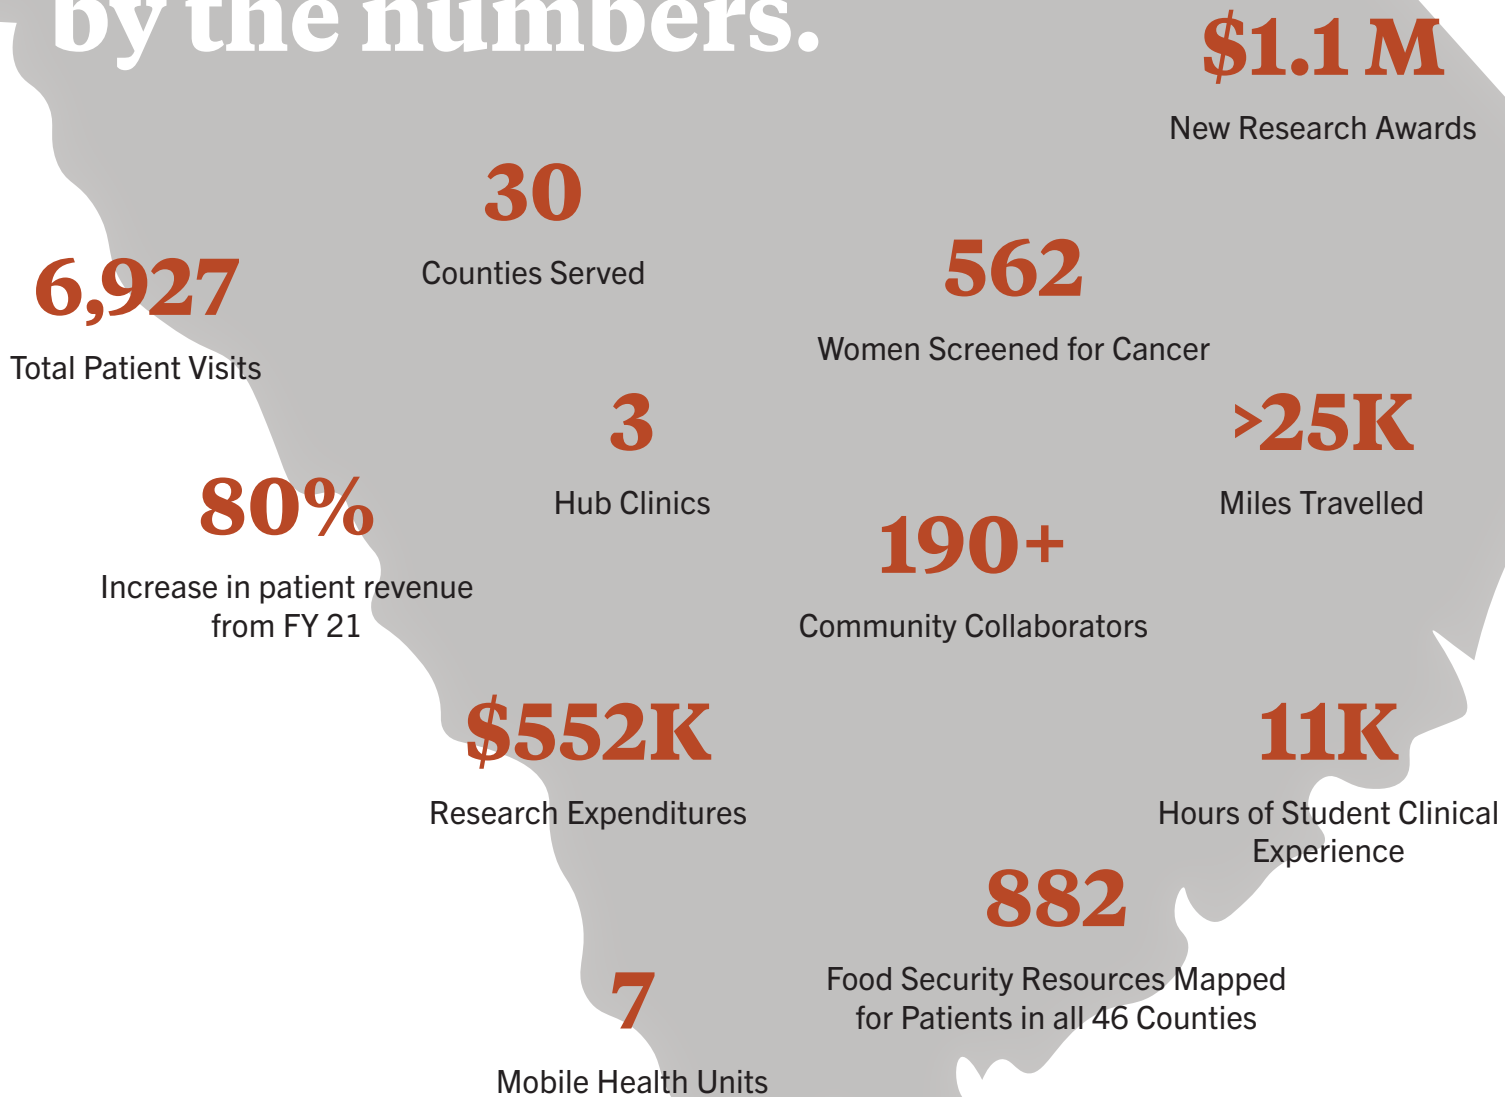 by the numbers.
$1.1 M
New Research Awards
30
Counties Served
6,927
Total Patient Visits
562
Women Screened for Cancer
3
Hub Clinics
>25K
Miles Travelled
80%
Increase in patient revenue
from FY 21
190+
Community Collaborators
$552K
Research Expenditures
11K
Hours of Student Clinical
Experience
882
Food Security Resources Mapped
for Patients in all 46 Counties
7
Mobile Health Units